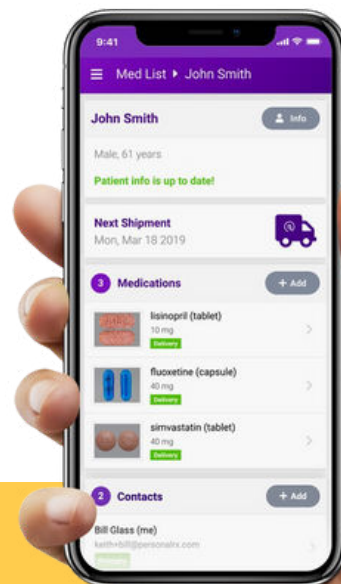 9:41
Med List ▸ John Smith
John Smith
Info
Male, 61 years
Patient info is up to date!
Next Shipment
Mon, Mar 18 2019
3 Medications
+ Add
lisinopril (tablet)
10 mg
Delivery
fluoxetine (capsule)
40 mg
Delivery
simvastatin (tablet)
40 mg
Delivery
2 Contacts
+ Add
Bill Glass (me)
keith+bill@personalrx.com